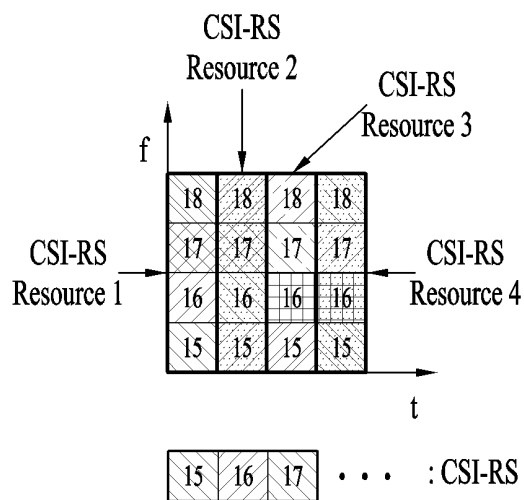 CSI-RS
Resource 2
CSI-RS
Resource 3
f
18 18 18 18
17 17 17 17
CSI-RS
Resource 1
CSI-RS
Resource 4
16 16 16 16
15 15 15 15
t
15 16 17 · · · : CSI-RS